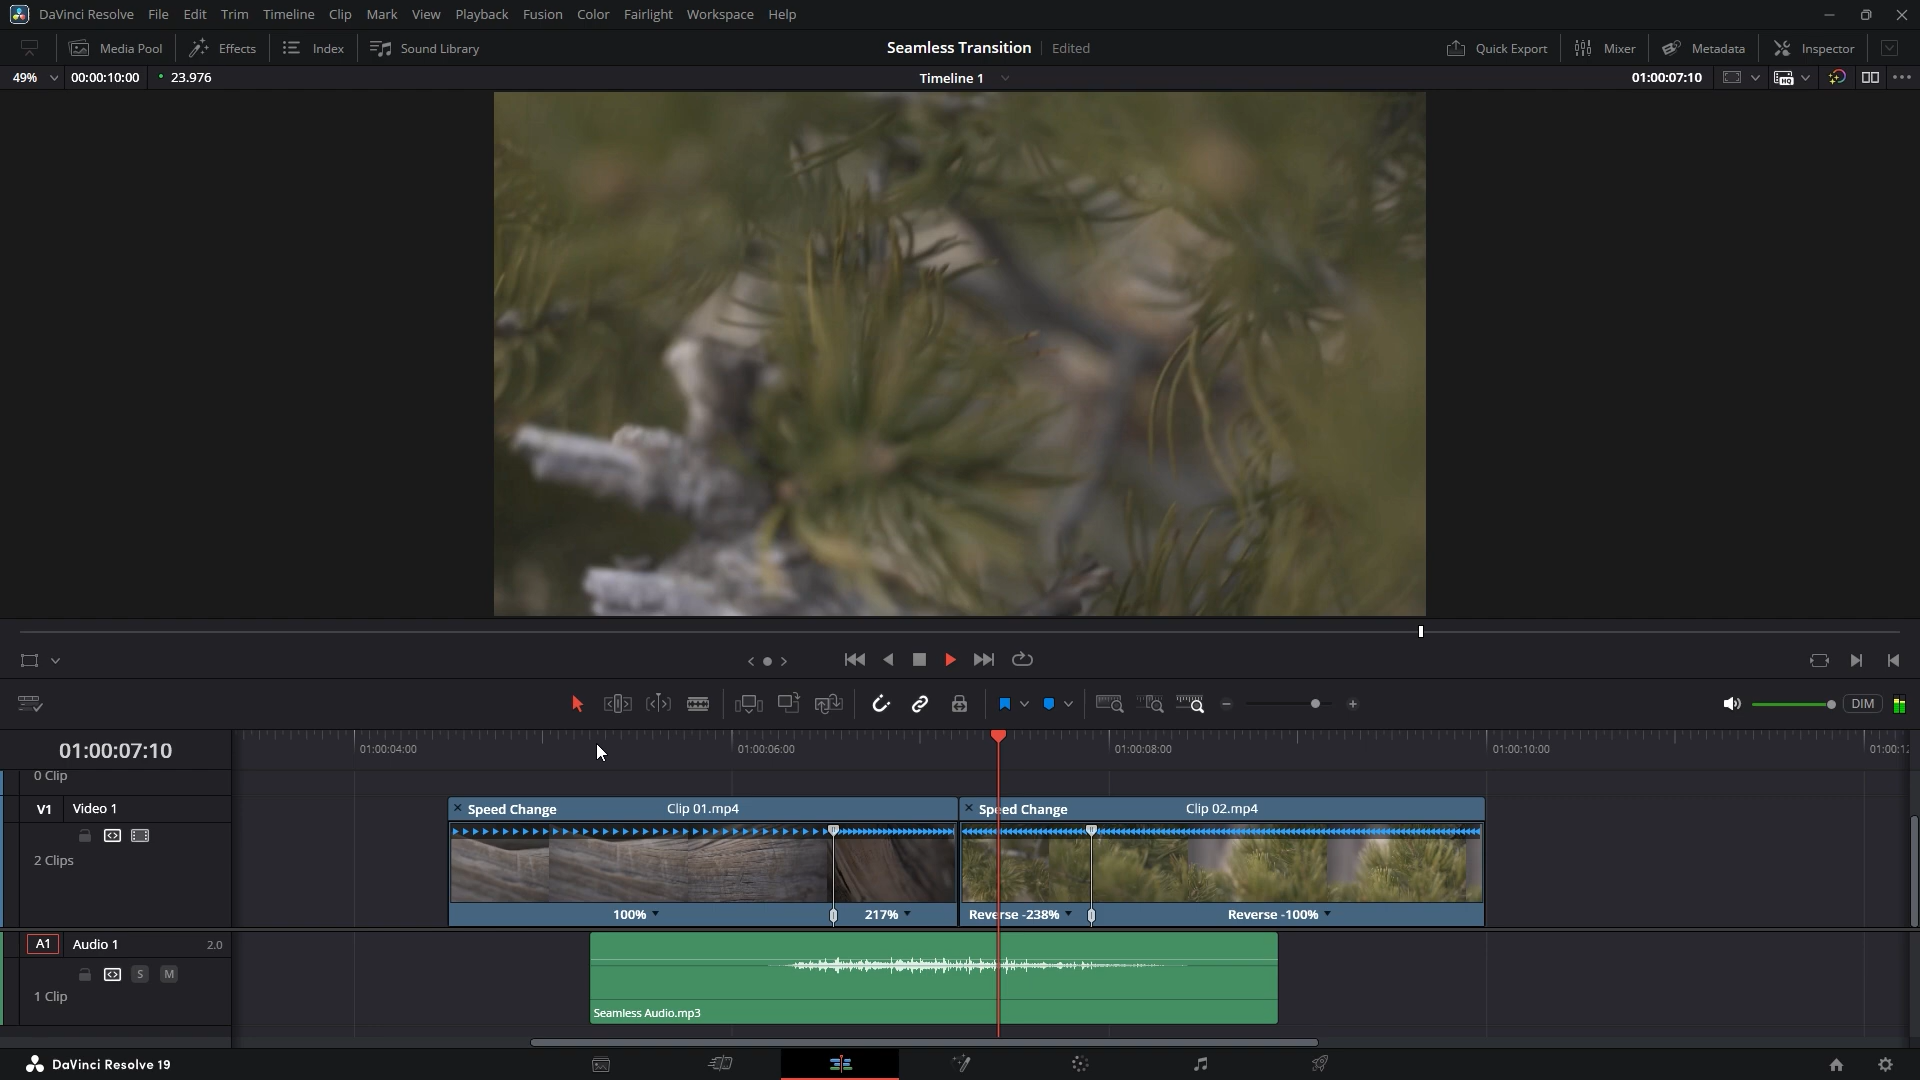 DaVinci Resolve File Edit Trim Timeline Clip Mark View Playback Fusion Color Fairlight Workspace Help
Media Pool Effects Index Sound Library Seamless Transition Edited Quick Export Mixer Metadata Inspector
49% 00:00:10:00 23.976 Timeline 1 01:00:07:10
DIM
01:00:07:10 01:00:04:00 01:00:06:00 01:00:08:00 01:00:10:00
0 Clip
V1 Video 1 Speed Change Clip 01.mp4 Speed Change Clip 02.mp4
2 Clips
100% 217% Reverse -238% Reverse -100%
A1 Audio 1 2.0
S M
1 Clip
Seamless Audio.mp3
DaVinci Resolve 19